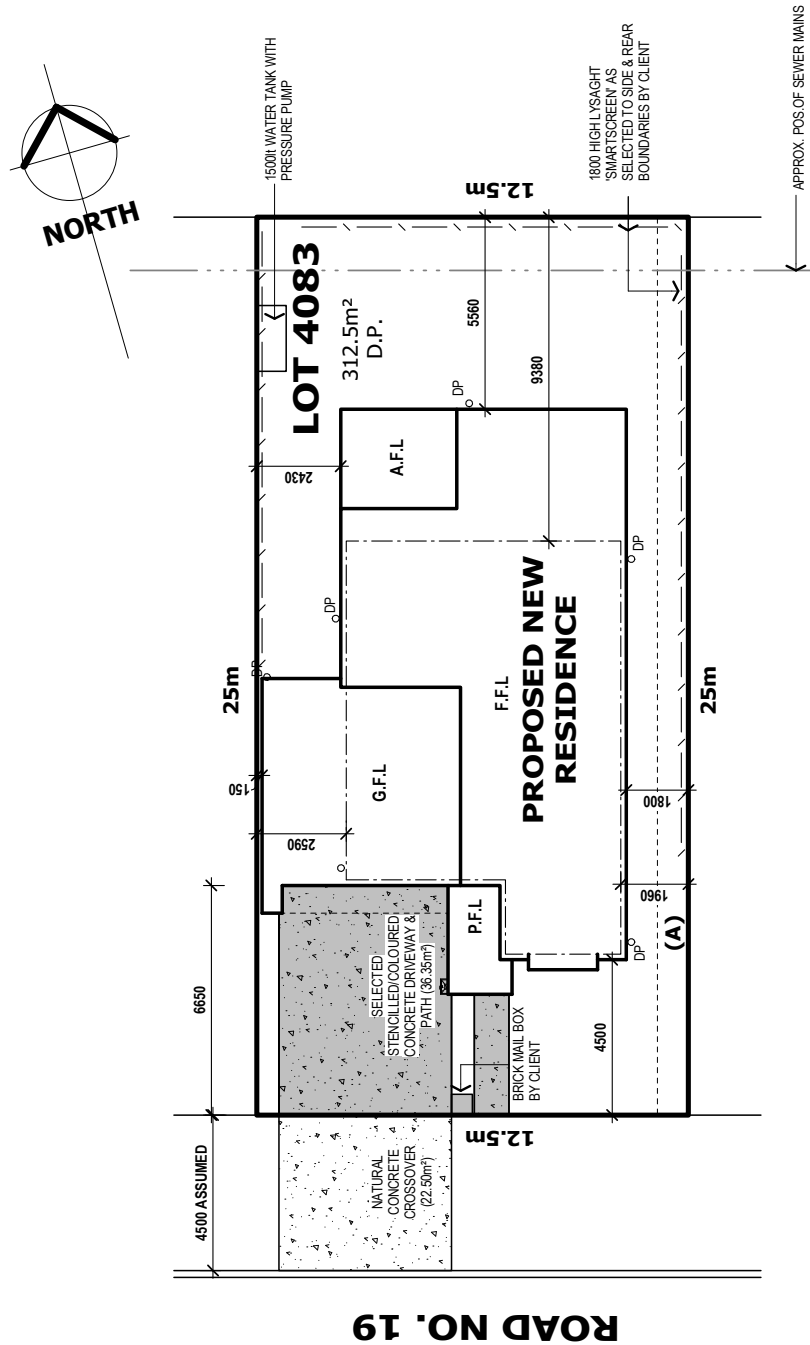 NORTH
1500lt WATER TANK WITH
PRESSURE PUMP
12.5m
1800 HIGH LYSAGHT
'SMARTSCREEN' AS
SELECTED TO SIDE & REAR
BOUNDARIES BY CLIENT
APPROX. POS.OF SEWER MAINS
LOT 4083
312.5m²
D.P.
5560
9380
2430
A.F.L
DP
DP
DP
DP
25m
150
2590
G.F.L
F.F.L
PROPOSED NEW
RESIDENCE
25m
1800
1960
(A)
DP
P.F.L
6650
SELECTED
STENCILLED/COLOURED
CONCRETE DRIVEWAY &
PATH (36.35m²)
BRICK MAIL BOX
BY CLIENT
4500
12.5m
4500 ASSUMED
NATURAL
CONCRETE
CROSSOVER
(22.50m²)
ROAD NO. 19